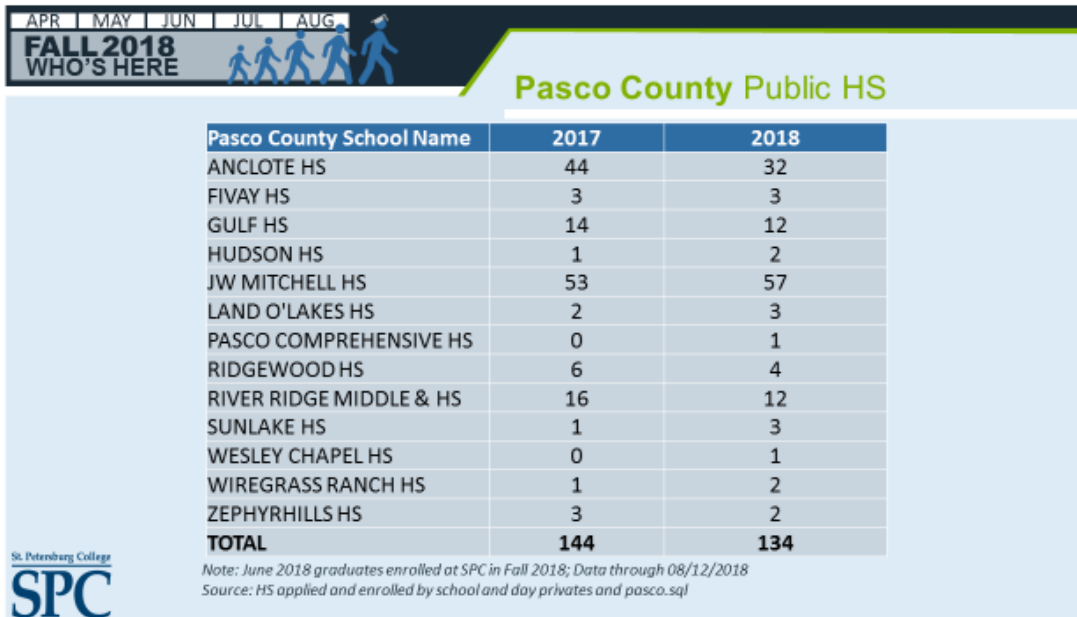 APR MAY JUN JUL AUG
FALL 2018
WHO'S HERE
Pasco County Public HS
Pasco County School Name 2017 2018
ANCLOTE HS 44 32
FIVAY HS 3 3
GULF HS 14 12
HUDSON HS 1 2
JW MITCHELL HS 53 57
LAND O'LAKES HS 2 3
PASCO COMPREHENSIVE HS 0 1
RIDGEWOOD HS 6 4
RIVER RIDGE MIDDLE & HS 16 12
SUNLAKE HS 1 3
WESLEY CHAPEL HS 0 1
WIREGRASS RANCH HS 1 2
ZEPHYRHILLS HS 3 2
TOTAL 144 134
Note: June 2018 graduates enrolled at SPC in Fall 2018; Data through 08/12/2018
Source: HS applied and enrolled by school and day privates and pasco.sql
St. Petersburg College
SPC